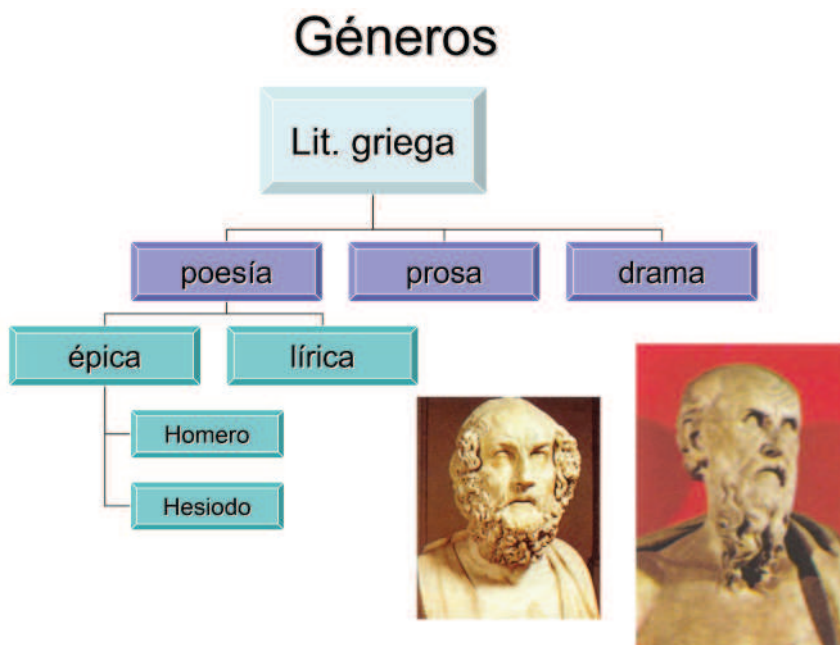 Géneros
Lit. griega
poesía
prosa
drama
épica
lírica
Homero
Hesiodo